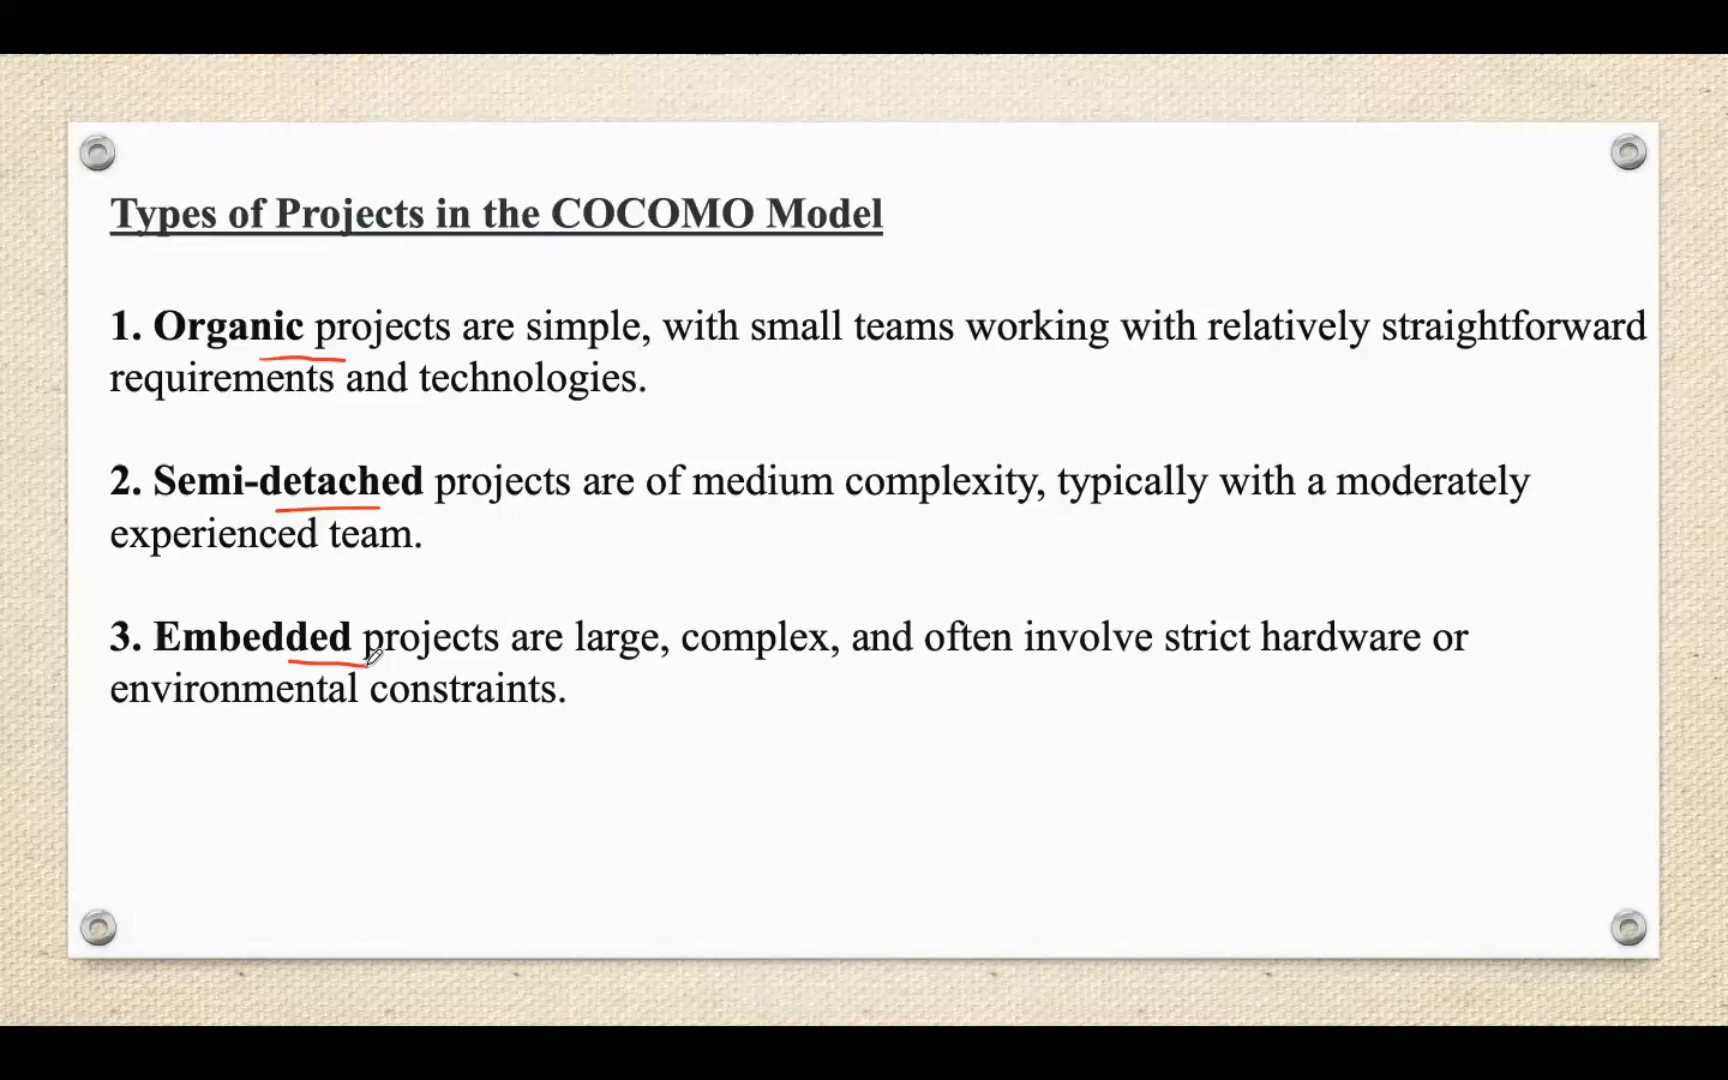 Types of Projects in the COCOMO Model
1. Organic projects are simple, with small teams working with relatively straightforward
requirements and technologies.
2. Semi-detached projects are of medium complexity, typically with a moderately
experienced team.
3. Embedded projects are large, complex, and often involve strict hardware or
environmental constraints.